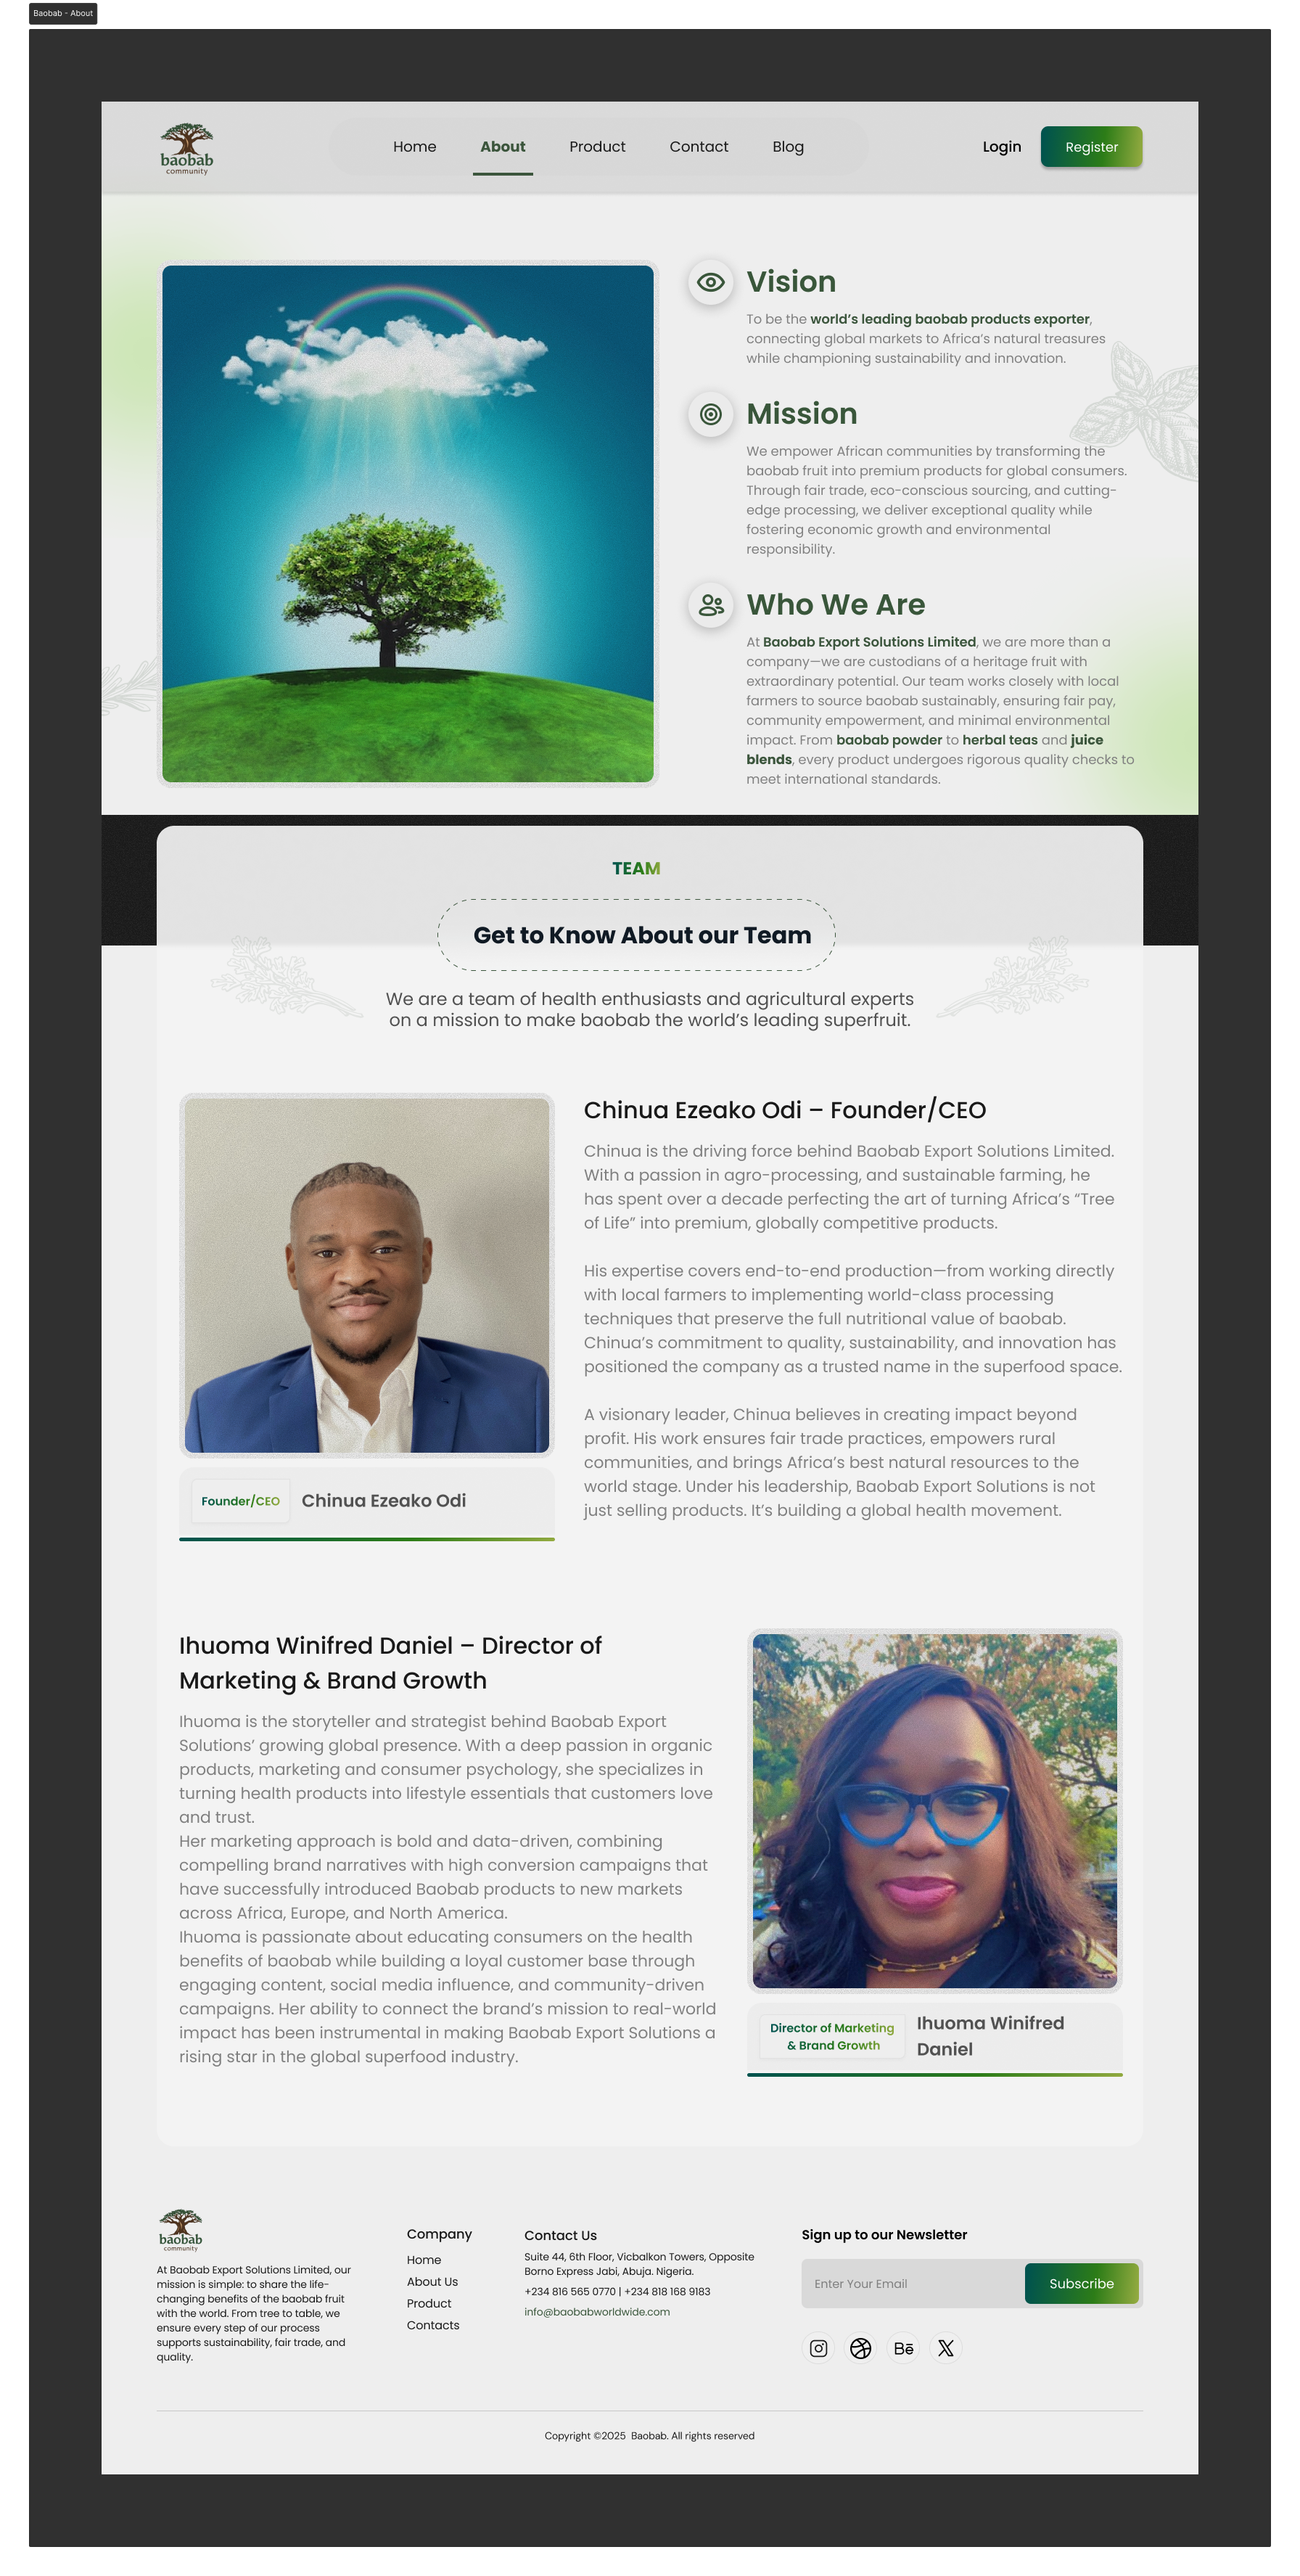 Baobab - About
baobab
community
Home About Product Contact Blog
Login Register
Vision
To be the world’s leading baobab products exporter,
connecting global markets to Africa’s natural treasures
while championing sustainability and innovation.
Mission
We empower African communities by transforming the
baobab fruit into premium products for global consumers.
Through fair trade, eco-conscious sourcing, and cutting-
edge processing, we deliver exceptional quality while
fostering economic growth and environmental
responsibility.
Who We Are
At Baobab Export Solutions Limited, we are more than a
company—we are custodians of a heritage fruit with
extraordinary potential. Our team works closely with local
farmers to source baobab sustainably, ensuring fair pay,
community empowerment, and minimal environmental
impact. From baobab powder to herbal teas and juice
blends, every product undergoes rigorous quality checks to
meet international standards.
TEAM
Get to Know About our Team
We are a team of health enthusiasts and agricultural experts
on a mission to make baobab the world’s leading superfruit.
Chinua Ezeako Odi – Founder/CEO
Chinua is the driving force behind Baobab Export Solutions Limited.
With a passion in agro-processing, and sustainable farming, he
has spent over a decade perfecting the art of turning Africa’s “Tree
of Life” into premium, globally competitive products.
His expertise covers end-to-end production—from working directly
with local farmers to implementing world-class processing
techniques that preserve the full nutritional value of baobab.
Chinua’s commitment to quality, sustainability, and innovation has
positioned the company as a trusted name in the superfood space.
A visionary leader, Chinua believes in creating impact beyond
profit. His work ensures fair trade practices, empowers rural
communities, and brings Africa’s best natural resources to the
world stage. Under his leadership, Baobab Export Solutions is not
just selling products. It’s building a global health movement.
Founder/CEO Chinua Ezeako Odi
Ihuoma Winifred Daniel – Director of
Marketing & Brand Growth
Ihuoma is the storyteller and strategist behind Baobab Export
Solutions’ growing global presence. With a deep passion in organic
products, marketing and consumer psychology, she specializes in
turning health products into lifestyle essentials that customers love
and trust.
Her marketing approach is bold and data-driven, combining
compelling brand narratives with high conversion campaigns that
have successfully introduced Baobab products to new markets
across Africa, Europe, and North America.
Ihuoma is passionate about educating consumers on the health
benefits of baobab while building a loyal customer base through
engaging content, social media influence, and community-driven
campaigns. Her ability to connect the brand’s mission to real-world
impact has been instrumental in making Baobab Export Solutions a
rising star in the global superfood industry.
Director of Marketing
& Brand Growth
Ihuoma Winifred
Daniel
baobab
community
At Baobab Export Solutions Limited, our
mission is simple: to share the life-
changing benefits of the baobab fruit
with the world. From tree to table, we
ensure every step of our process
supports sustainability, fair trade, and
quality.
Company
Home
About Us
Product
Contacts
Contact Us
Suite 44, 6th Floor, Vicbalkon Towers, Opposite
Borno Express Jabi, Abuja. Nigeria.
+234 816 565 0770 | +234 818 168 9183
info@baobabworldwide.com
Sign up to our Newsletter
Enter Your Email Subscribe
Copyright ©2025 Baobab. All rights reserved